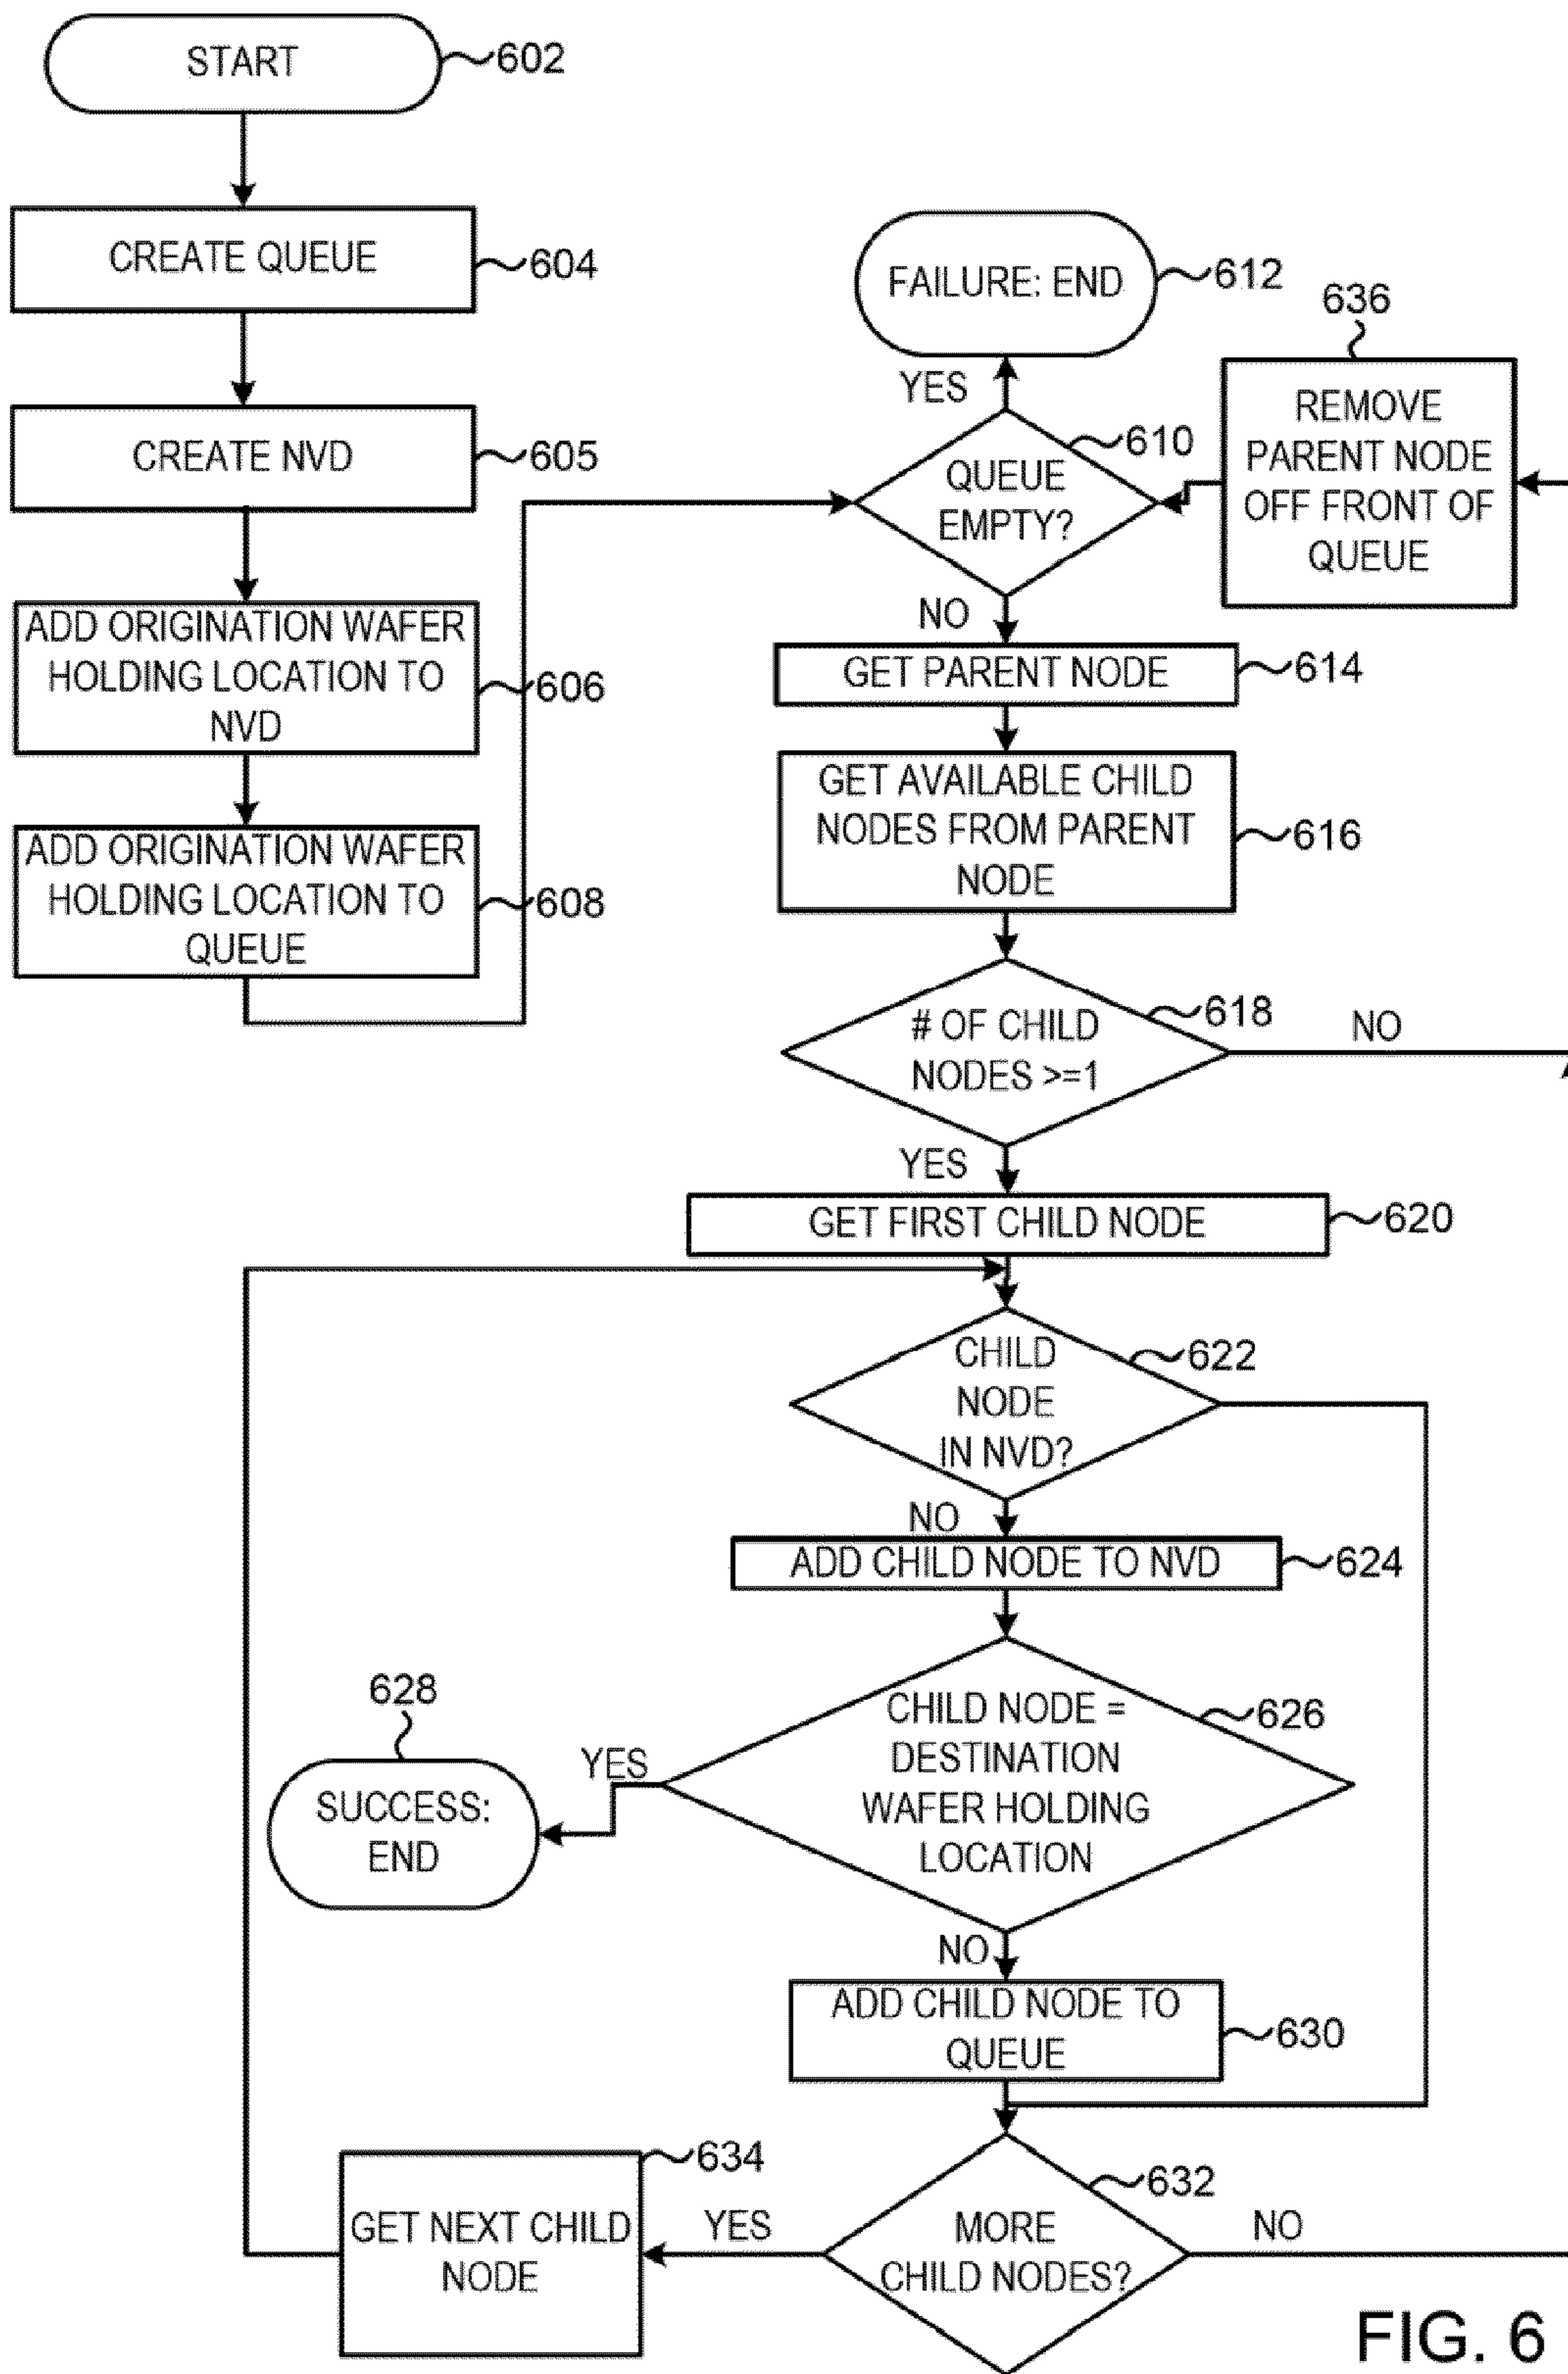 START
602
CREATE QUEUE
604
CREATE NVD
605
ADD ORIGINATION WAFER
HOLDING LOCATION TO
NVD
606
ADD ORIGINATION WAFER
HOLDING LOCATION TO
QUEUE
608
FAILURE: END
612
YES
QUEUE
EMPTY?
610
636
REMOVE
PARENT NODE
OFF FRONT OF
QUEUE
NO
GET PARENT NODE
614
GET AVAILABLE CHILD
NODES FROM PARENT
NODE
616
# OF CHILD
NODES >=1
618
NO
YES
GET FIRST CHILD NODE
620
CHILD
NODE
IN NVD?
622
NO
ADD CHILD NODE TO NVD
624
CHILD NODE =
DESTINATION
WAFER HOLDING
LOCATION
626
YES
628
SUCCESS:
END
NO
ADD CHILD NODE TO
QUEUE
630
MORE
CHILD NODES?
632
YES
NO
634
GET NEXT CHILD
NODE
FIG. 6